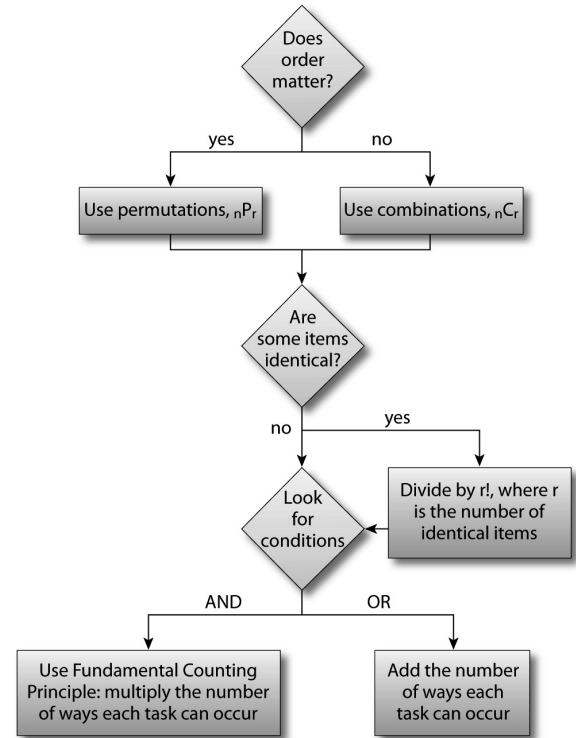 Does
order
matter?
yes
no
Use permutations, ₙPᵣ
Use combinations, ₙCᵣ
Are
some items
identical?
no
yes
Look
for
conditions
Divide by r!, where r
is the number of
identical items
AND
OR
Use Fundamental Counting
Principle: multiply the number
of ways each task can occur
Add the number
of ways each
task can occur